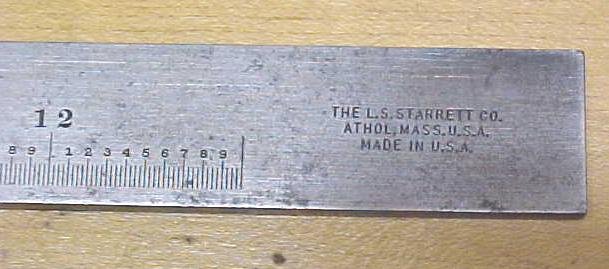 12
8 9 1 2 3 4 5 6 7 8 9
THE L.S. STARRETT CO.
ATHOL, MASS. U.S.A.
MADE IN U.S.A.